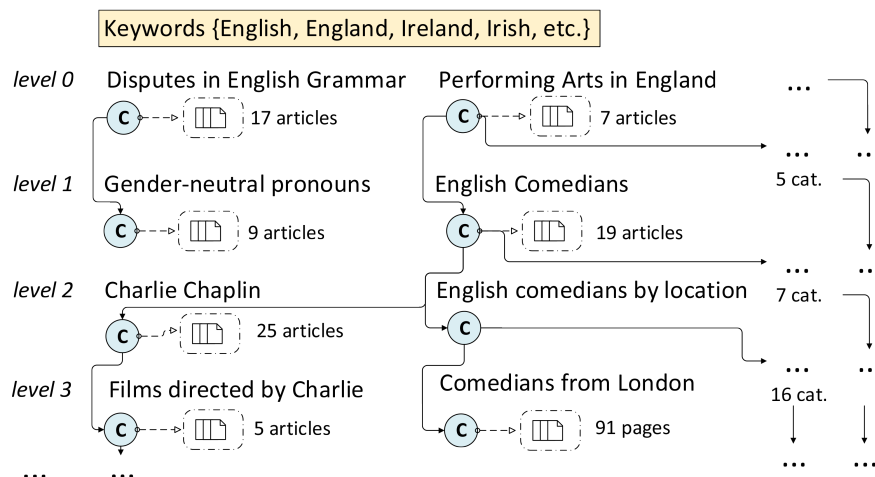 Keywords {English, England, Ireland, Irish, etc.}
level 0 Disputes in English Grammar Performing Arts in England ...
C 17 articles C 7 articles
... ..
level 1 Gender-neutral pronouns English Comedians 5 cat.
C 9 articles C 19 articles
... ..
level 2 Charlie Chaplin English comedians by location 7 cat.
C 25 articles C
... ..
level 3 Films directed by Charlie Comedians from London 16 cat.
C 5 articles C 91 pages
... ... ... ...